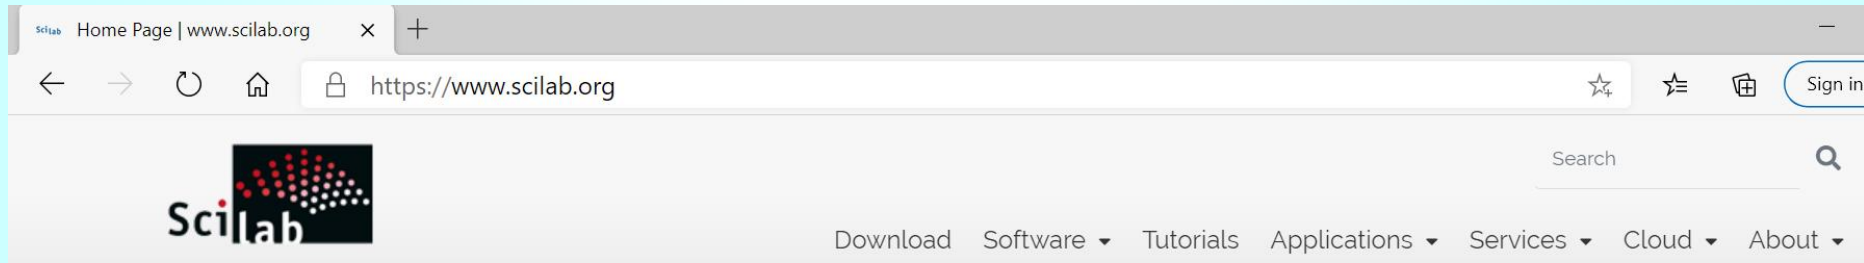 Scilab Home Page | www.scilab.org
https://www.scilab.org Sign in
Search
Scilab
Download Software Tutorials Applications Services Cloud About